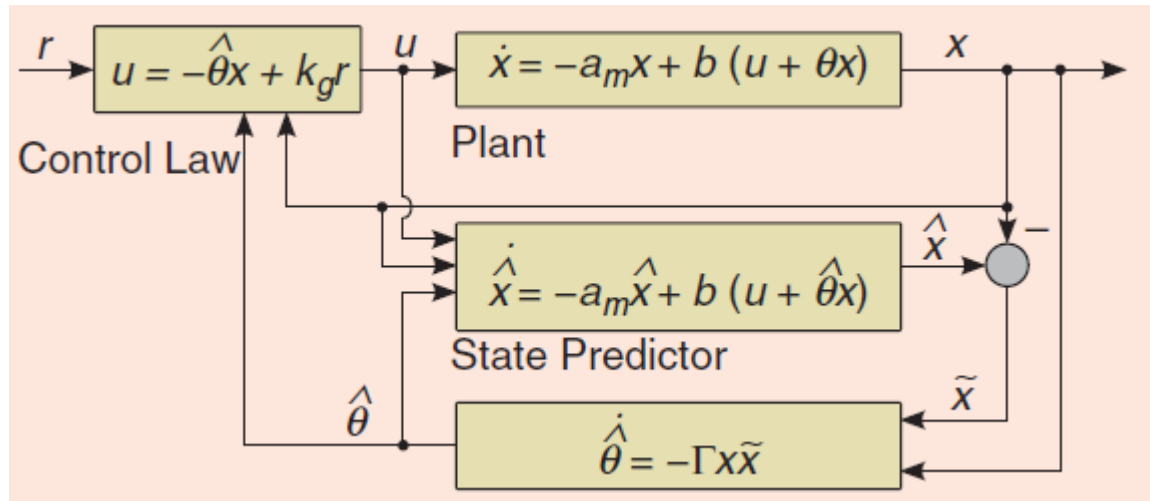 r
u = −θ̂x + k_g r
u
ẋ = −a_m x + b (u + θx)
x
Control Law
Plant
−
x̂
x̂̇ = −a_m x̂ + b (u + θ̂x)
State Predictor
x̃
θ̂
θ̂̇ = −Γxx̃